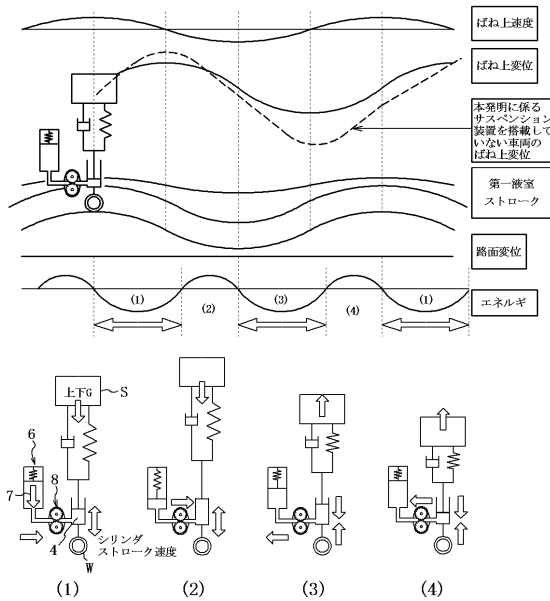 ばね上速度
ばね上変位
本発明に係る
サスペンション
装置を搭載して
いない車両の
ばね上変位
第一液室
ストローク
路面変位
(1)
(2)
(3)
(4)
(1)
エネルギ
上下G
S
6
7
8
4
シリンダ
ストローク速度
W
(1)
(2)
(3)
(4)